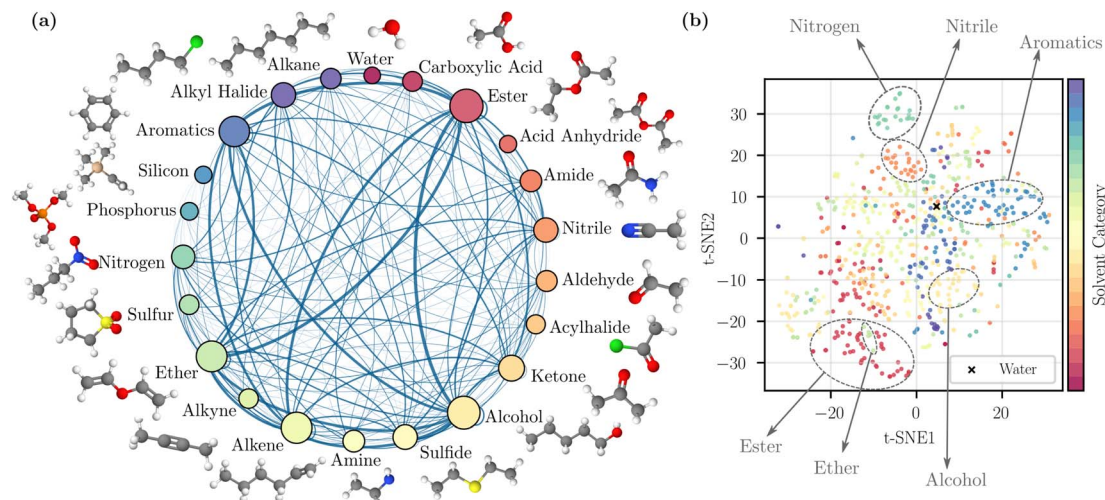 (a)
Water
Alkane
Carboxylic Acid
Alkyl Halide
Ester
Aromatics
Acid Anhydride
Silicon
Amide
Phosphorus
Nitrile
Nitrogen
Aldehyde
Sulfur
Acylhalide
Ether
Ketone
Alkyne
Alcohol
Alkene
Sulfide
Amine
(b)
Nitrogen
Nitrile
Aromatics
30
20
10
0
−10
−20
−30
t-SNE2
Water
−20
0
20
t-SNE1
Solvent Category
Ester
Ether
Alcohol